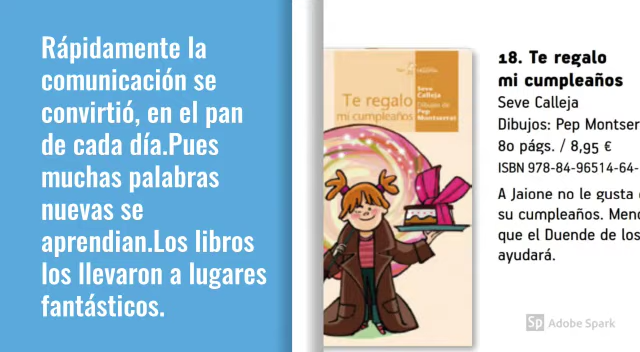 Rápidamente la
comunicación se
convirtió, en el pan
de cada día.Pues
muchas palabras
nuevas se
aprendian.Los libros
los llevaron a lugares
fantásticos.
Te regalo
mi cumpleaños
Seve
Calleja
Dibujos de
Pep
Montserrat
18. Te regalo
mi cumpleaños
Seve Calleja
Dibujos: Pep Montser
80 págs. / 8,95 €
ISBN 978-84-96514-64-
A Jaione no le gusta
su cumpleaños. Meno
que el Duende de los
ayudará.
Sp Adobe Spark